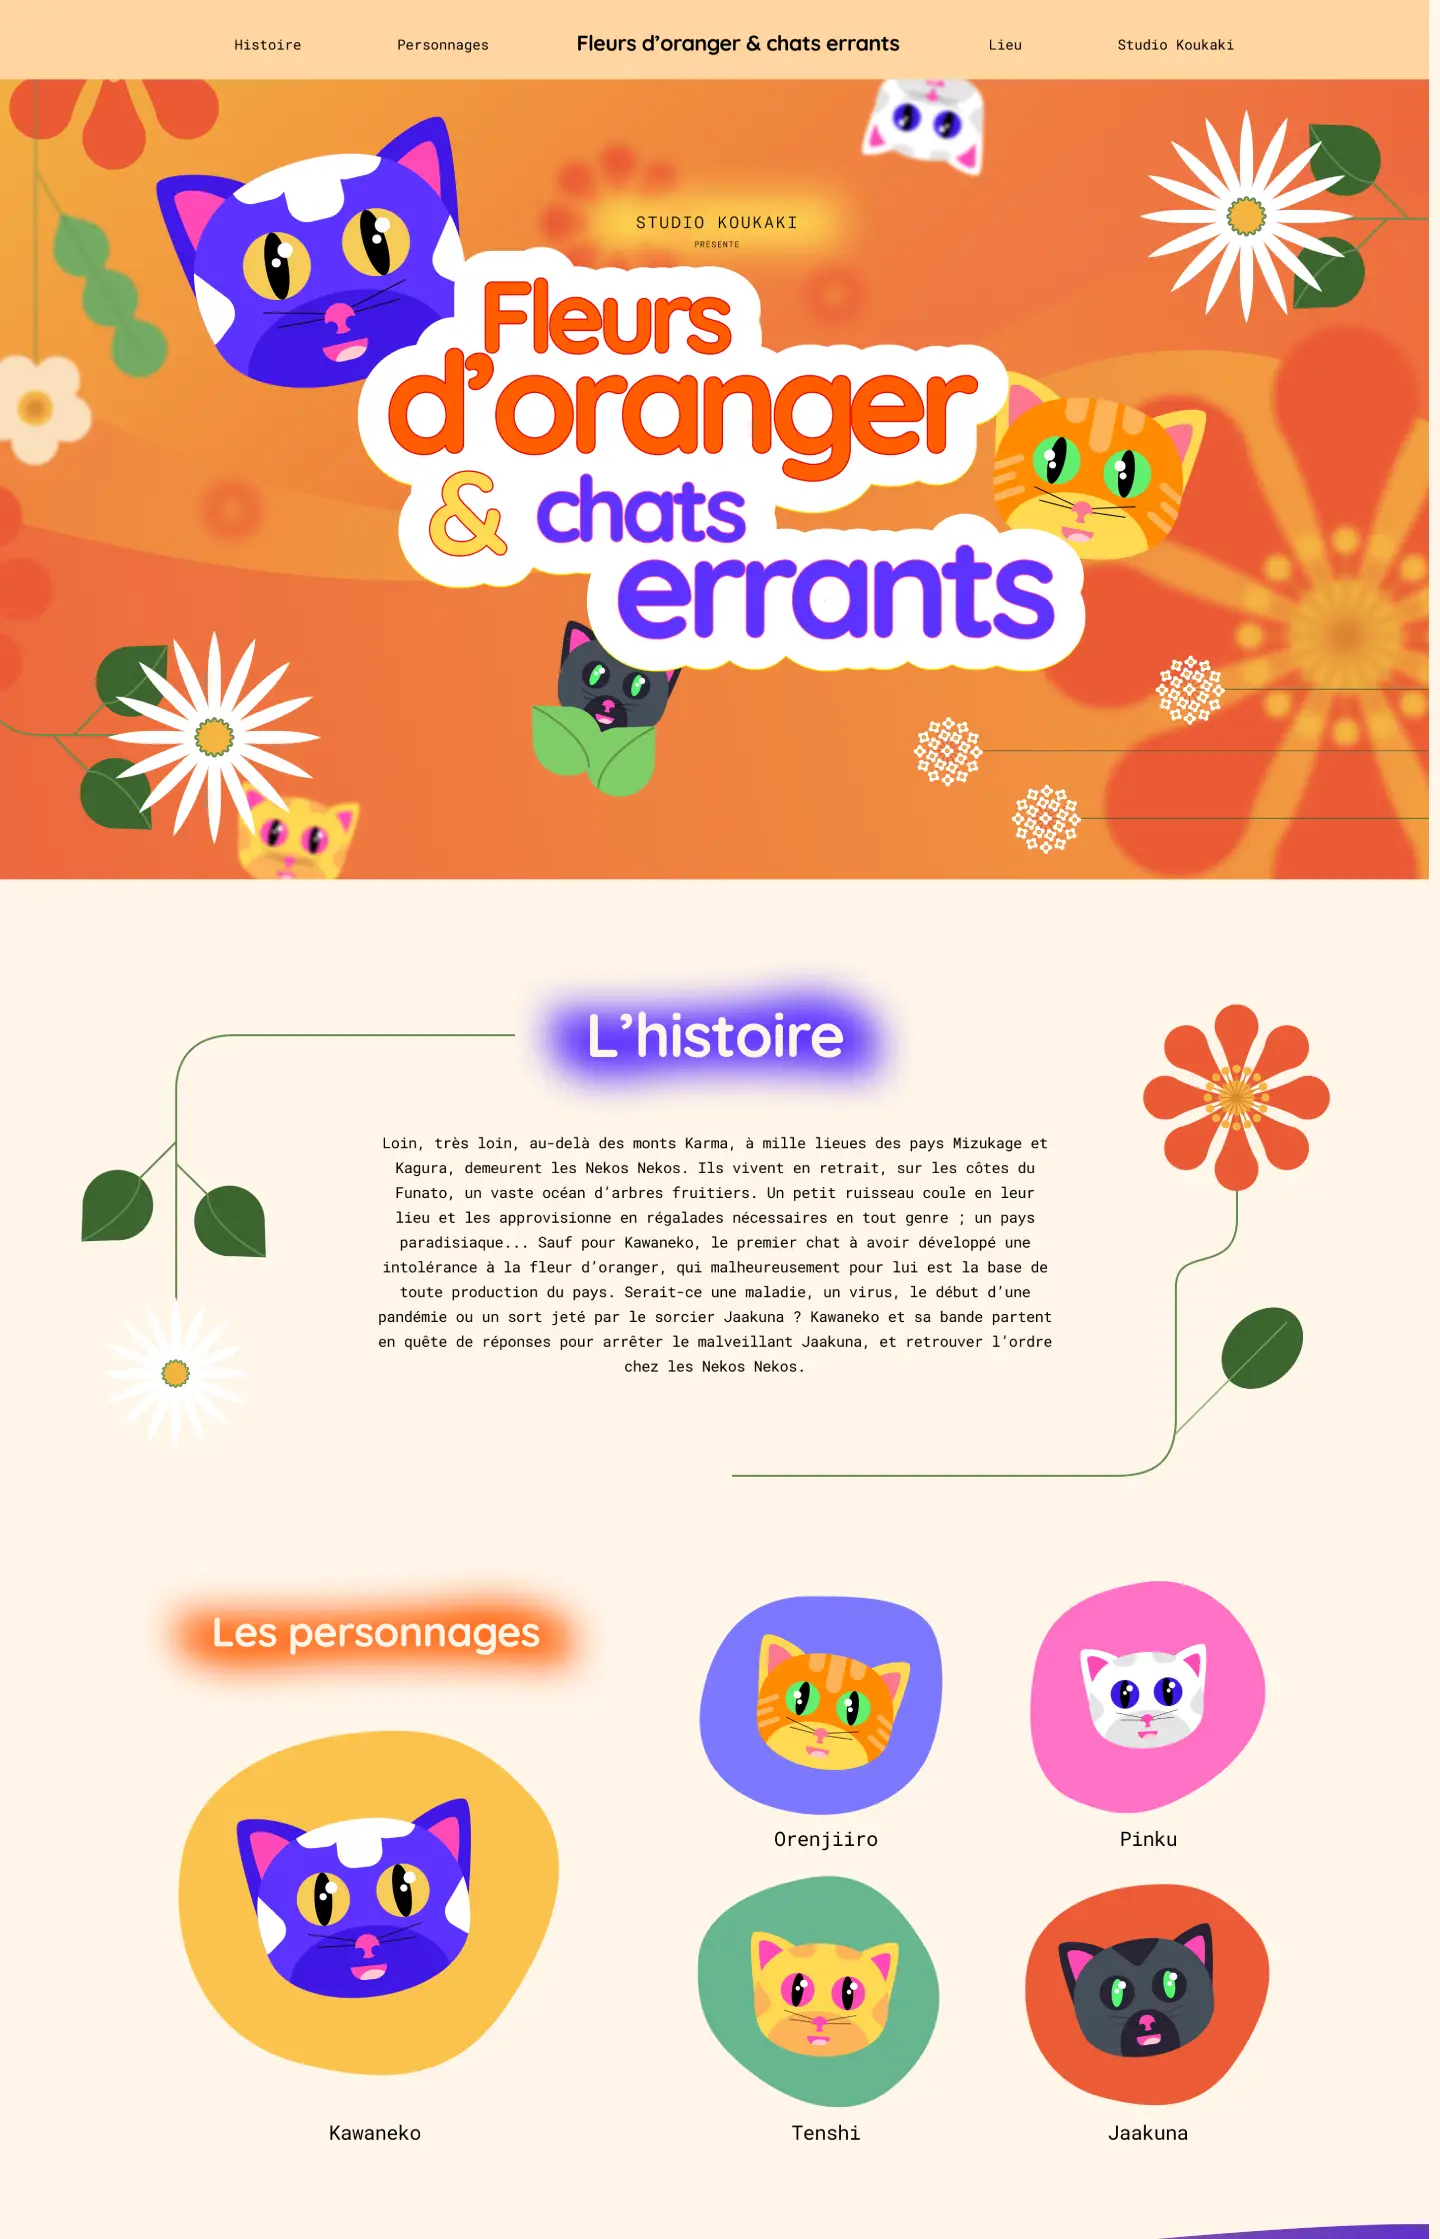 Histoire
Personnages
Fleurs d’oranger & chats errants
Lieu
Studio Koukaki
STUDIO KOUKAKI
PRÉSENTE
Fleurs
d’oranger
& chats
errants
L’histoire
Loin, très loin, au-delà des monts Karma, à mille lieues des pays Mizukage et
Kagura, demeurent les Nekos Nekos. Ils vivent en retrait, sur les côtes du
Funato, un vaste océan d’arbres fruitiers. Un petit ruisseau coule en leur
lieu et les approvisionne en régalades nécessaires en tout genre ; un pays
paradisiaque... Sauf pour Kawaneko, le premier chat à avoir développé une
intolérance à la fleur d’oranger, qui malheureusement pour lui est la base de
toute production du pays. Serait-ce une maladie, un virus, le début d’une
pandémie ou un sort jeté par le sorcier Jaakuna ? Kawaneko et sa bande partent
en quête de réponses pour arrêter le malveillant Jaakuna, et retrouver l’ordre
chez les Nekos Nekos.
Les personnages
Kawaneko
Orenjiiro
Pinku
Tenshi
Jaakuna